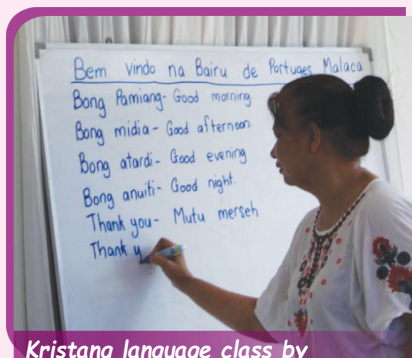 Bem vindo na Bairu de Portuges Malaca
Bong Pamiang- Good morning.
Bong midia- Good afternoon.
Bong atardi- Good evening
Bong anuiti- Good night.
Thank you- Mutu merseh
Thank y
Kristang language class by